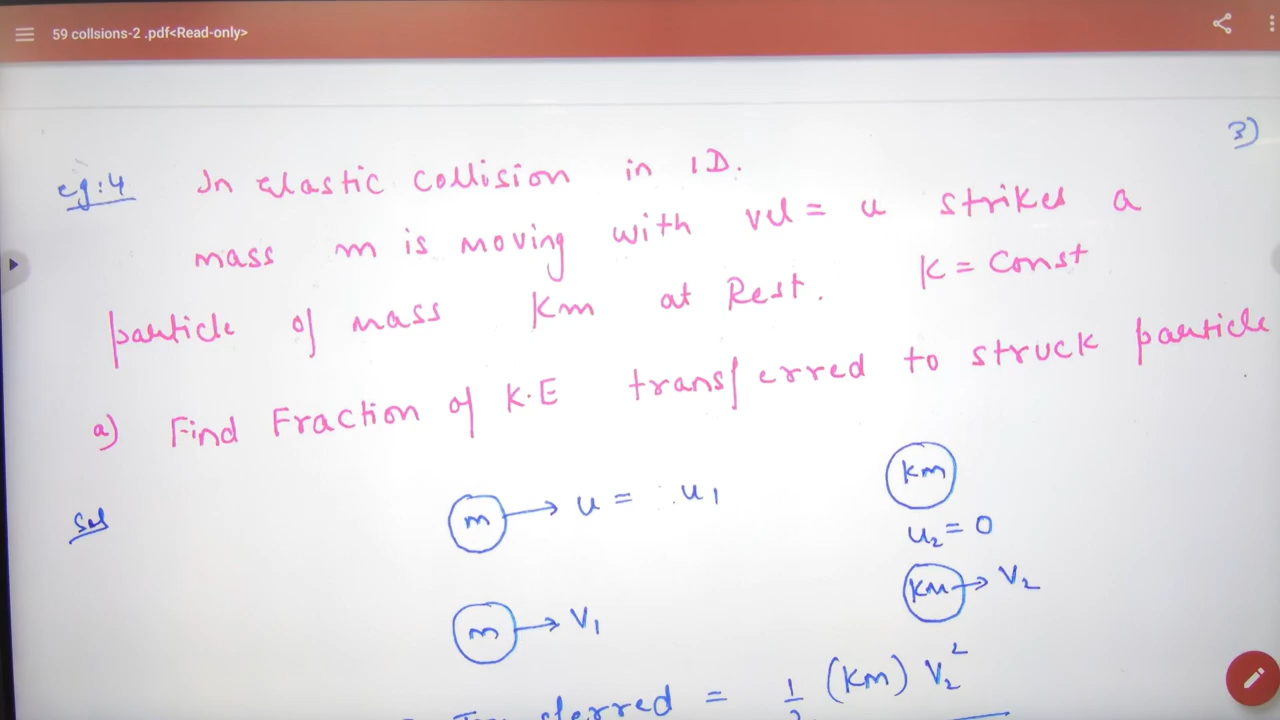 59 collsions-2 .pdf<Read-only>
3)
eg:4 In elastic collision in 1D.
mass m is moving with vel = u strikes a
particle of mass Km at Rest. K = Const
a) Find Fraction of K.E transferred to struck particle
Sol
m → u = u1
Km
u2 = 0
m → V1
Km → V2
sferred = 1/2 (Km) V2^2